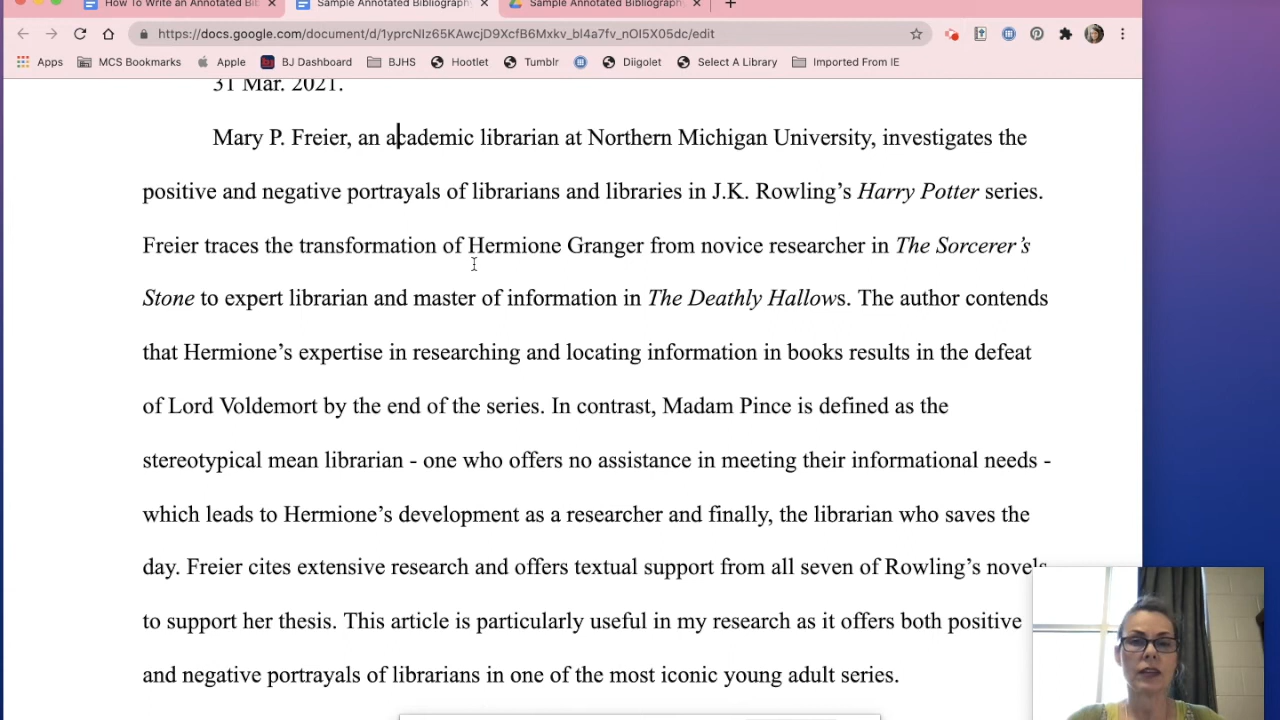 How To Write an Annotated Bib
Sample Annotated Bibliography
Sample Annotated Bibliography
https://docs.google.com/document/d/1yprcNIz65KAwcjD9XcfB6Mxkv_bl4a7fv_nOI5X05dc/edit
Apps MCS Bookmarks Apple BJ Dashboard BJHS Hootlet Tumblr Diigolet Select A Library Imported From IE
31 Mar. 2021.
Mary P. Freier, an academic librarian at Northern Michigan University, investigates the
positive and negative portrayals of librarians and libraries in J.K. Rowling’s Harry Potter series.
Freier traces the transformation of Hermione Granger from novice researcher in The Sorcerer’s
Stone to expert librarian and master of information in The Deathly Hallows. The author contends
that Hermione’s expertise in researching and locating information in books results in the defeat
of Lord Voldemort by the end of the series. In contrast, Madam Pince is defined as the
stereotypical mean librarian - one who offers no assistance in meeting their informational needs -
which leads to Hermione’s development as a researcher and finally, the librarian who saves the
day. Freier cites extensive research and offers textual support from all seven of Rowling’s novels
to support her thesis. This article is particularly useful in my research as it offers both positive
and negative portrayals of librarians in one of the most iconic young adult series.